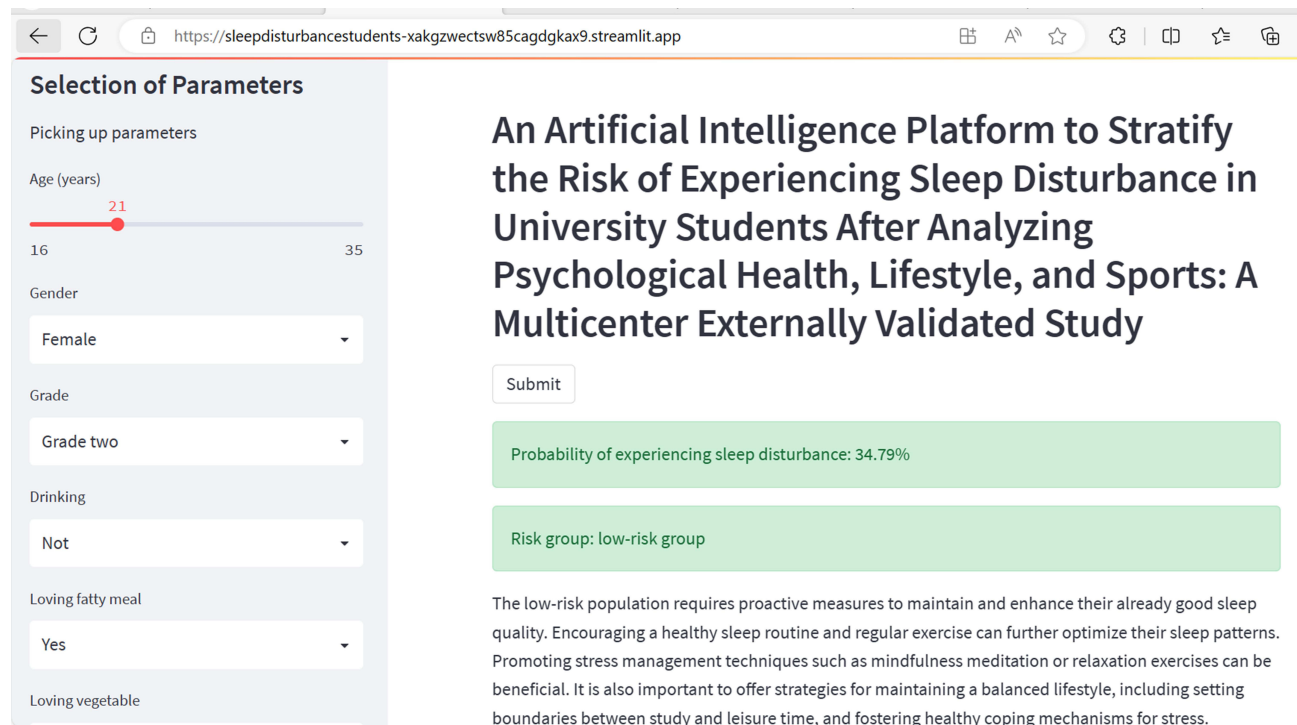 https://sleepdisturbancestudents-xakgzwectsw85cagdgkax9.streamlit.app
Selection of Parameters
Picking up parameters
Age (years)
21
16 35
Gender
Female
Grade
Grade two
Drinking
Not
Loving fatty meal
Yes
Loving vegetable
An Artificial Intelligence Platform to Stratify
the Risk of Experiencing Sleep Disturbance in
University Students After Analyzing
Psychological Health, Lifestyle, and Sports: A
Multicenter Externally Validated Study
Submit
Probability of experiencing sleep disturbance: 34.79%
Risk group: low-risk group
The low-risk population requires proactive measures to maintain and enhance their already good sleep
quality. Encouraging a healthy sleep routine and regular exercise can further optimize their sleep patterns.
Promoting stress management techniques such as mindfulness meditation or relaxation exercises can be
beneficial. It is also important to offer strategies for maintaining a balanced lifestyle, including setting
boundaries between study and leisure time, and fostering healthy coping mechanisms for stress.